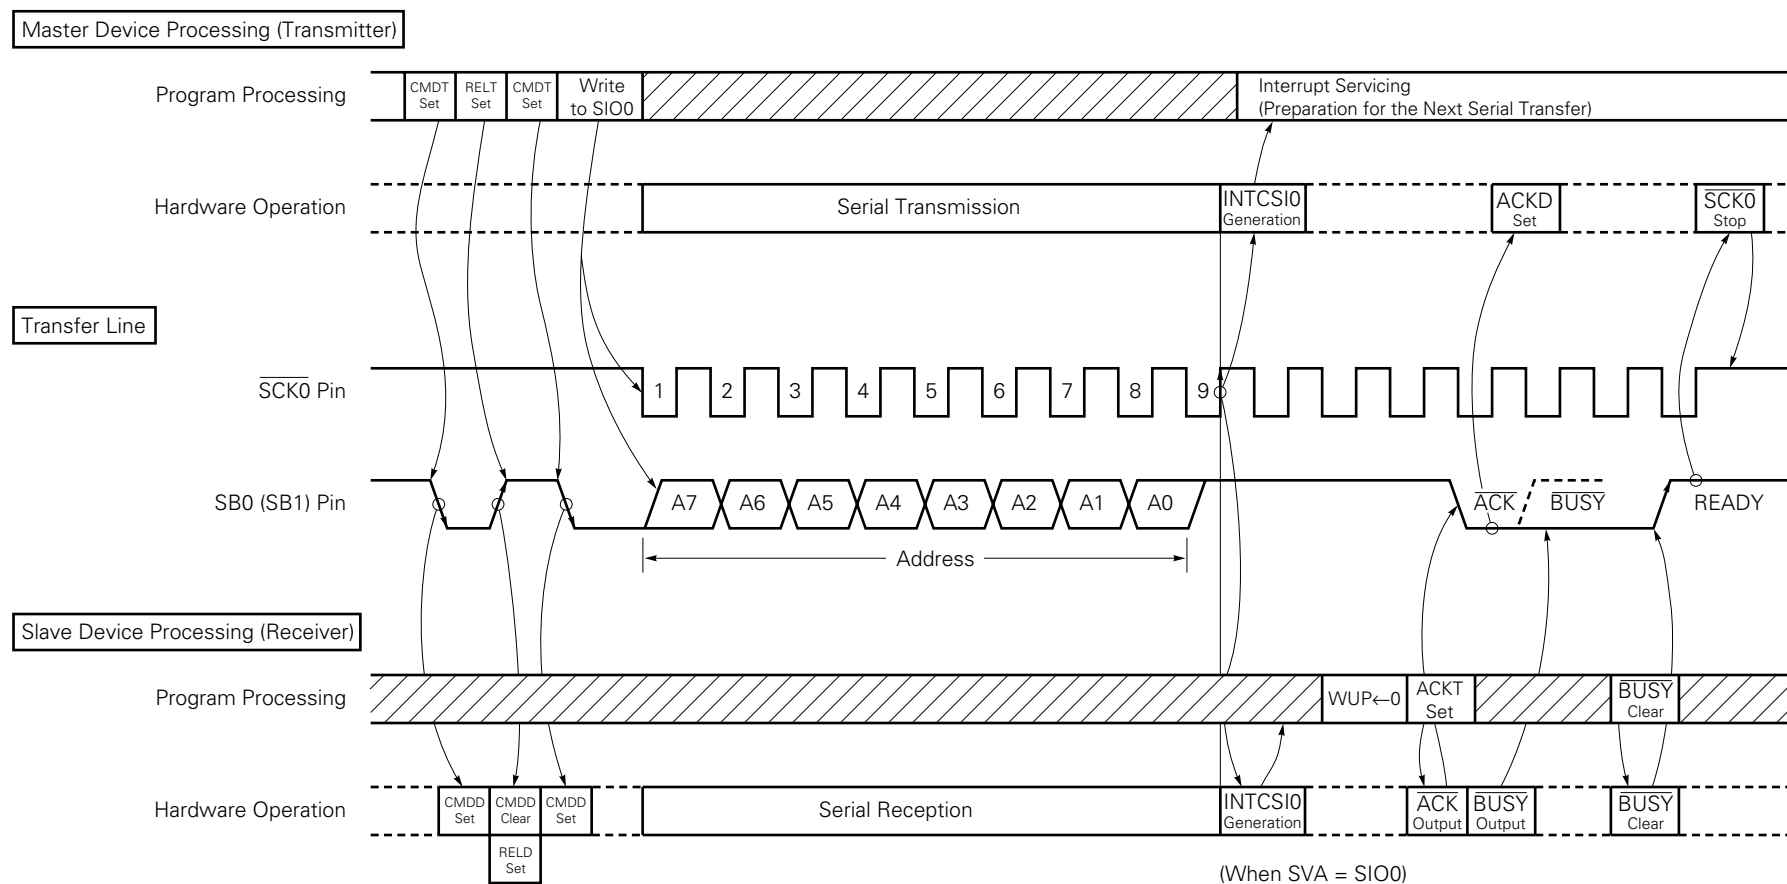 Master Device Processing (Transmitter)
Program Processing
CMDT
Set
RELT
Set
CMDT
Set
Write
to SIO0
Interrupt Servicing
(Preparation for the Next Serial Transfer)
Hardware Operation
Serial Transmission
INTCSI0
Generation
ACKD
Set
SCK0
Stop
Transfer Line
SCK0 Pin
1 2 3 4 5 6 7 8 9
SB0 (SB1) Pin
A7 A6 A5 A4 A3 A2 A1 A0
ACK
BUSY
READY
Address
Slave Device Processing (Receiver)
Program Processing
WUP←0
ACKT
Set
BUSY
Clear
Hardware Operation
CMDD
Set
CMDD
Clear
CMDD
Set
RELD
Set
Serial Reception
INTCSI0
Generation
ACK
Output
BUSY
Output
BUSY
Clear
(When SVA = SIO0)